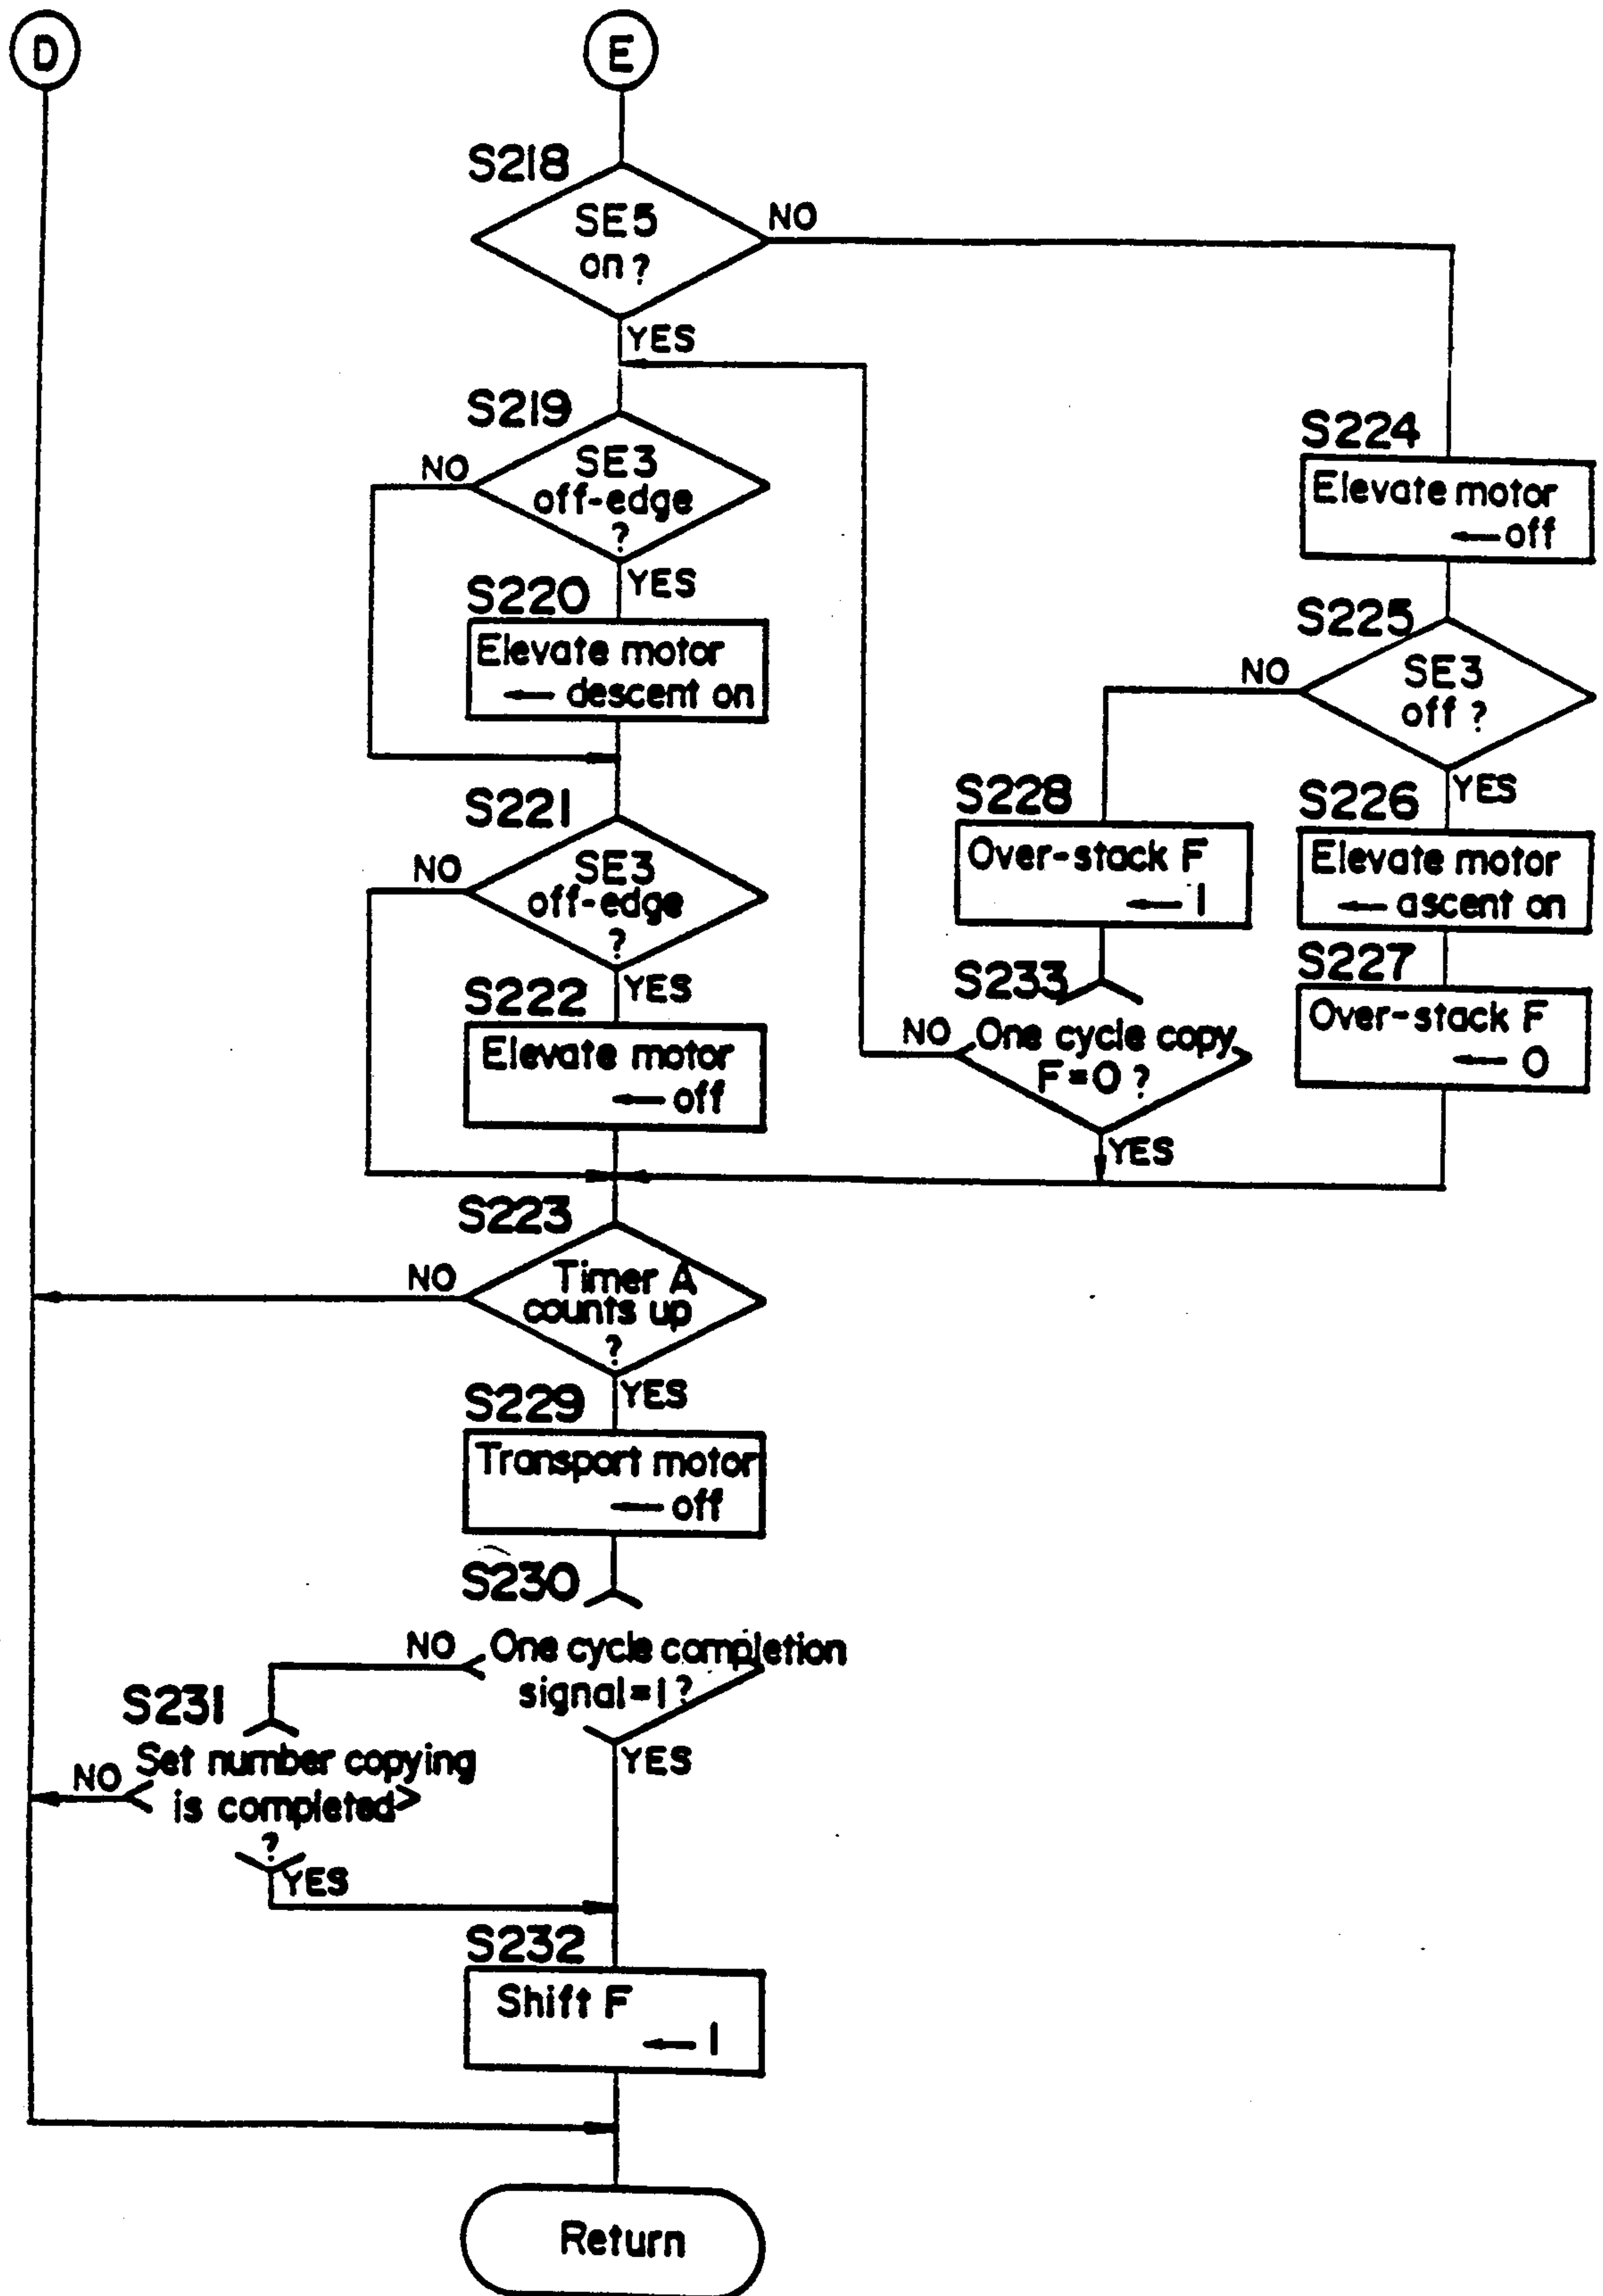 D
E
S218
SE5
on?
NO
YES
S219
SE3
off-edge
?
NO
YES
S220
Elevate motor
← descent on
S221
SE3
off-edge
?
NO
YES
S222
Elevate motor
← off
S224
Elevate motor
← off
S225
SE3
off?
NO
YES
S228
Over-stack F
← 1
S226
Elevate motor
← ascent on
S233
One cycle copy
F=0?
NO
YES
S227
Over-stack F
← 0
S223
Timer A
counts up
?
NO
YES
S229
Transport motor
← off
S230
One cycle completion
signal=1?
NO
YES
S231
Set number copying
is completed
?
NO
YES
S232
Shift F
← 1
Return